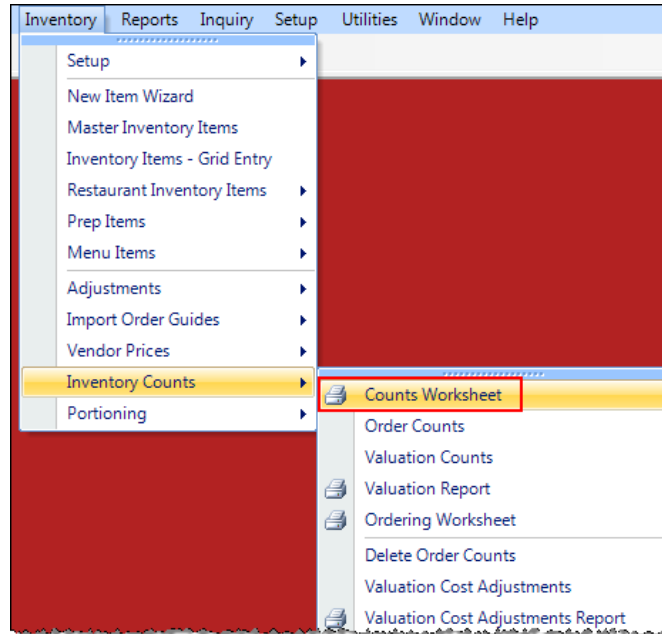 Inventory Reports Inquiry Setup Utilities Window Help
Setup
New Item Wizard
Master Inventory Items
Inventory Items - Grid Entry
Restaurant Inventory Items
Prep Items
Menu Items
Adjustments
Import Order Guides
Vendor Prices
Inventory Counts
Portioning
Counts Worksheet
Order Counts
Valuation Counts
Valuation Report
Ordering Worksheet
Delete Order Counts
Valuation Cost Adjustments
Valuation Cost Adjustments Report